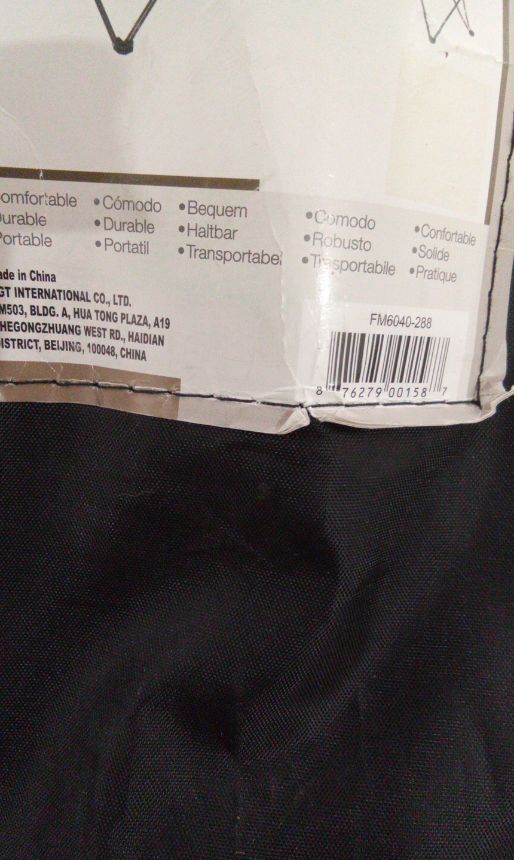 omfortable
urable
ortable
•Cómodo
•Durable
•Portatil
•Bequem
•Haltbar
•Transportabel
•Comodo
•Robusto
•Trasportabile
•Confortable
•Solide
•Pratique
ade in China
GT INTERNATIONAL CO., LTD.
M503, BLDG. A, HUA TONG PLAZA, A19
HEGONGZHUANG WEST RD., HAIDIAN
DISTRICT, BEIJING, 100048, CHINA
FM6040-288
8 76279 00158 7